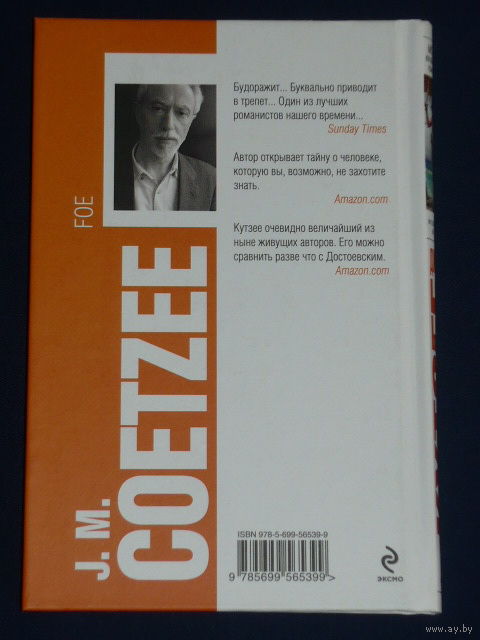 Будоражит... Буквально приводит
в трепет... Один из лучших
романистов нашего времени...
Sunday Times
Автор открывает тайну о человеке,
которую вы, возможно, не захотите
знать.
Amazon.com
Кутзее очевидно величайший из
ныне живущих авторов. Его можно
сравнить разве что с Достоевским.
Amazon.com
FOE
J. M.
COETZEE
ISBN 978-5-699-56539-9
9 785699 565399>
ЭКСМО
www.ay.by